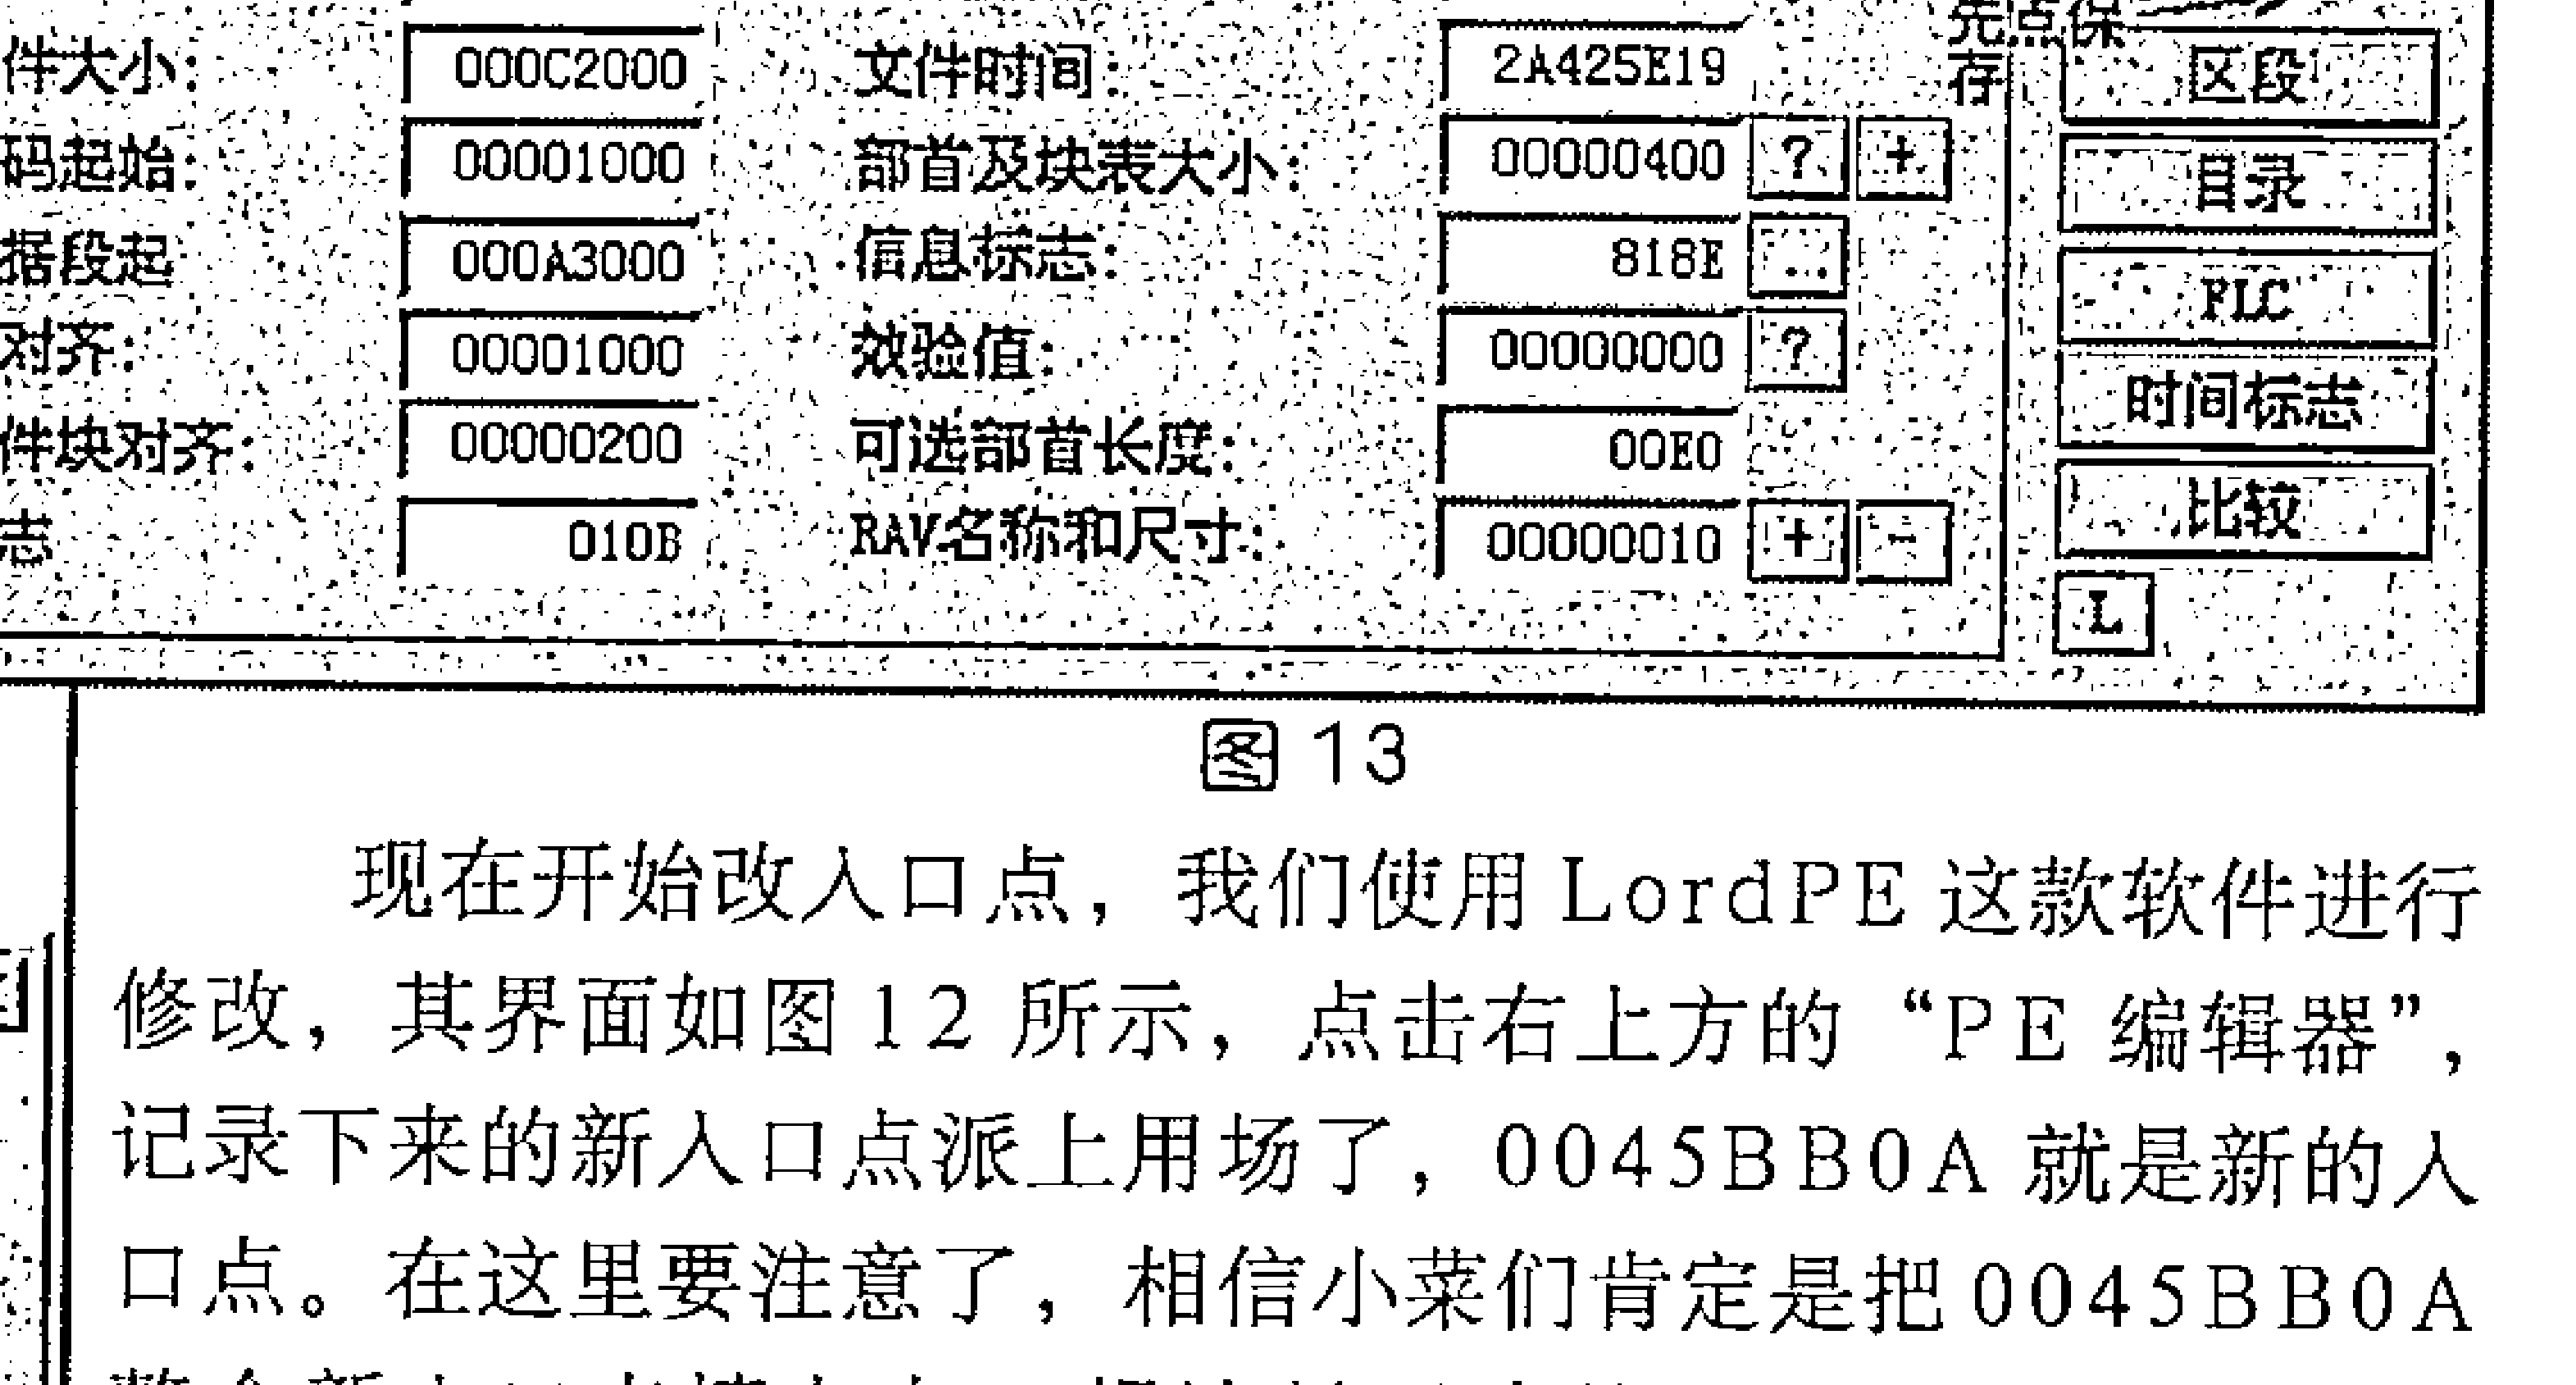 先点保
件大小: 000C2000 文件时间: 2A425E19 存 区段
码起始: 00001000 部首及块表大小: 00000400 ? + 目录
据段起 000A3000 信息标志: 818E .. FLC
对齐: 00001000 效验值: 00000000 ? 时间标志
件块对齐: 00000200 可选部首长度: 00E0 比较
志 010B RAV名称和尺寸: 00000010 + - L
图 13
现在开始改入口点，我们使用 LordPE 这款软件进行
修改，其界面如图 12 所示，点击右上方的“PE 编辑器”，
记录下来的新入口点派上用场了，0045BB0A 就是新的入
口点。在这里要注意了，相信小菜们肯定是把 0045BB0A